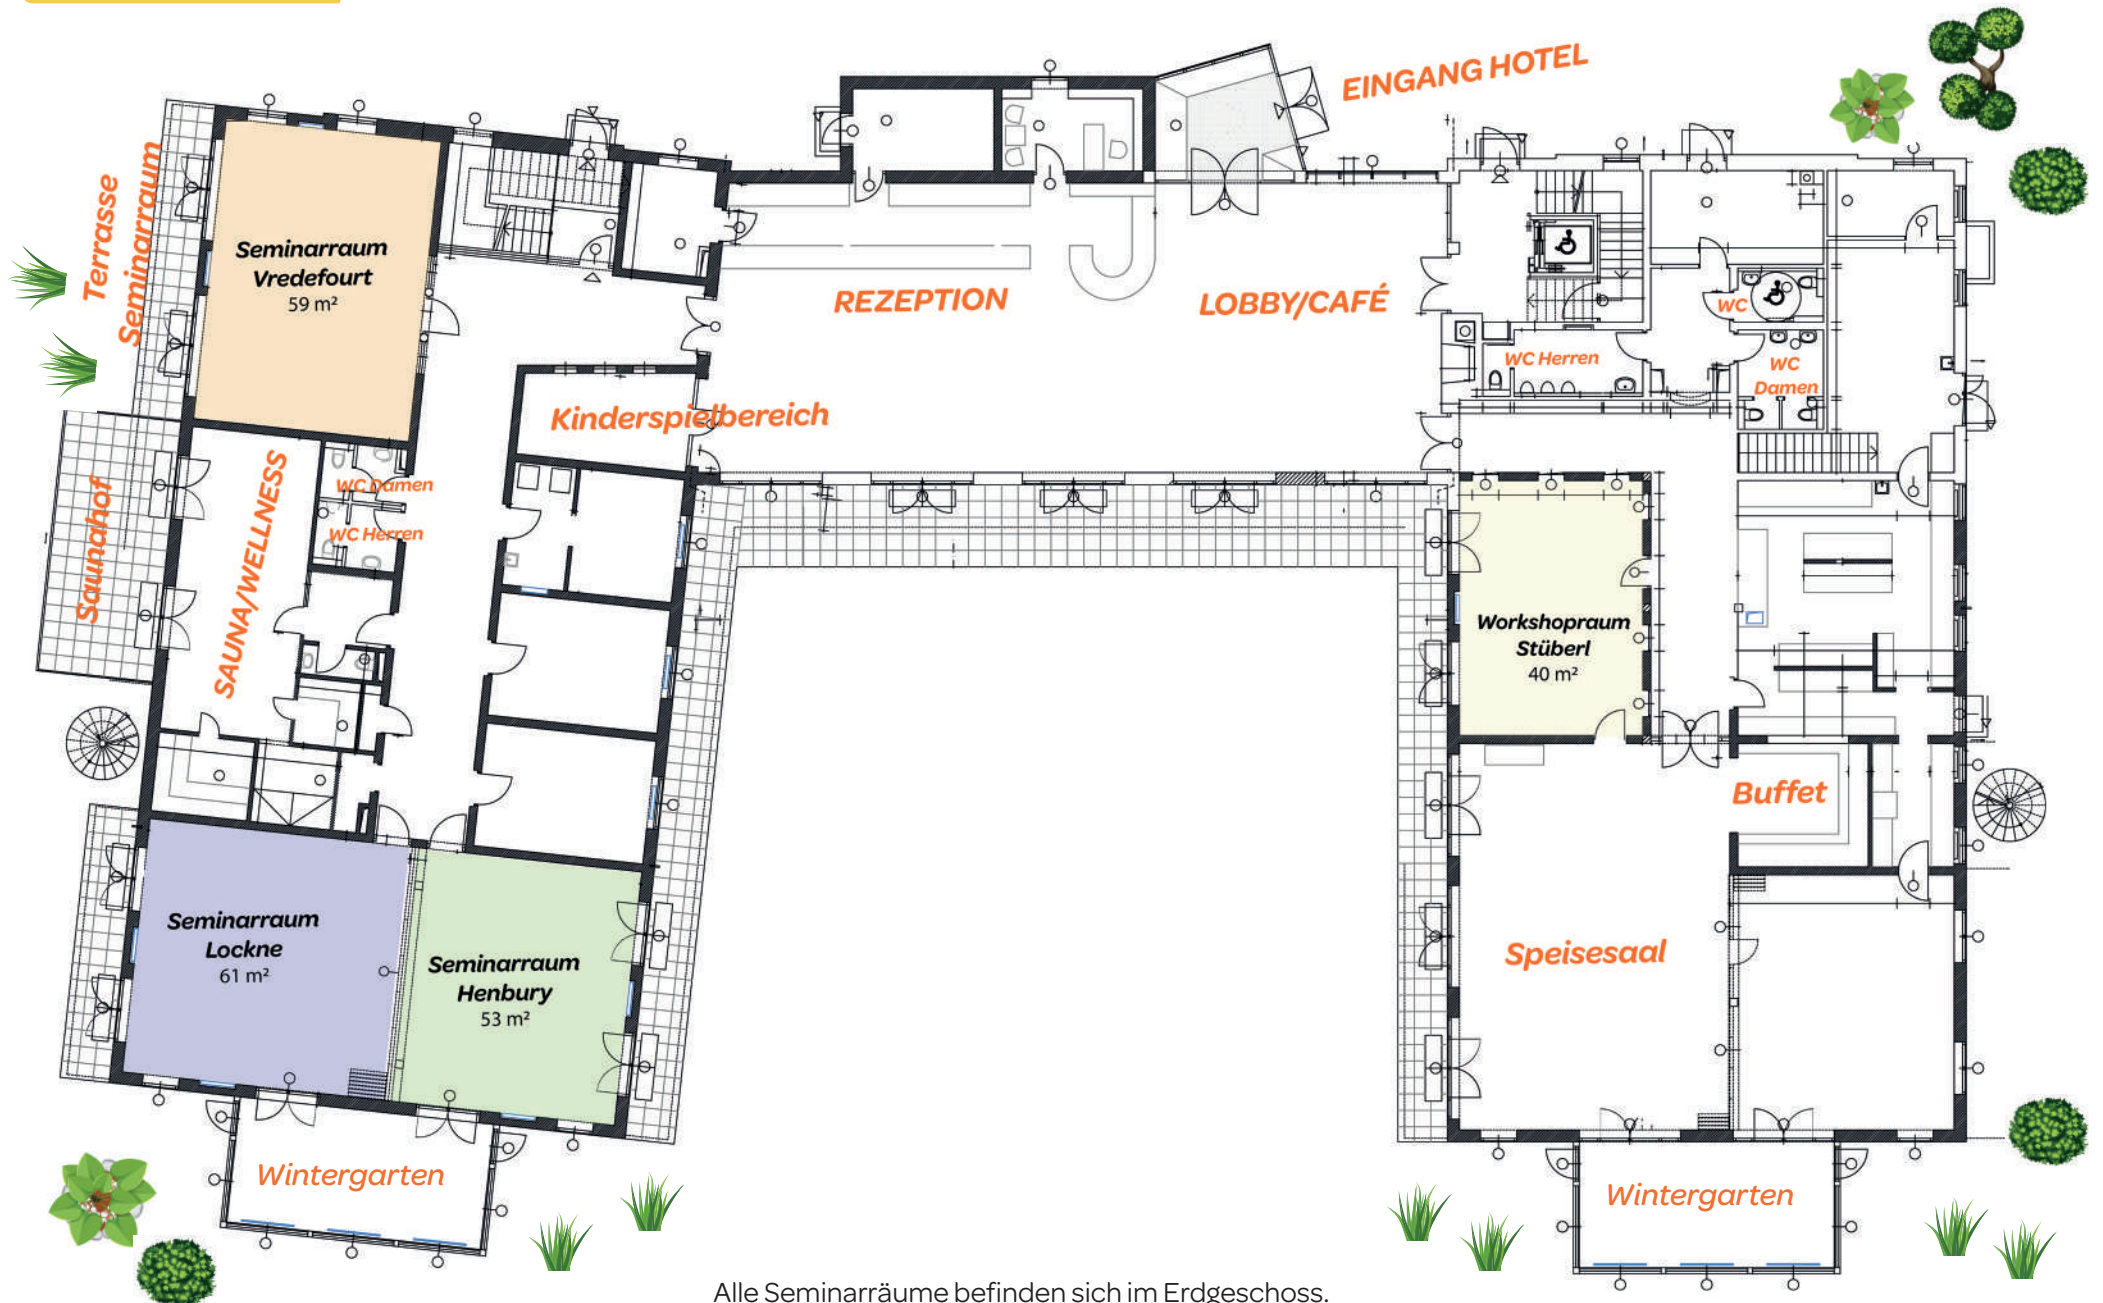 EINGANG HOTEL
Terrasse
Seminarraum
Seminarraum
Vredefourt
59 m²
REZEPTION
LOBBY/CAFÉ
WC
WC Herren
WC
Damen
Kinderspielbereich
Saunahof
SAUNA/WELLNESS
WC Damen
WC Herren
Workshopraum
Stüberl
40 m²
Buffet
Seminarraum
Lockne
61 m²
Seminarraum
Henbury
53 m²
Speisesaal
Wintergarten
Wintergarten
Alle Seminarräume befinden sich im Erdgeschoss.